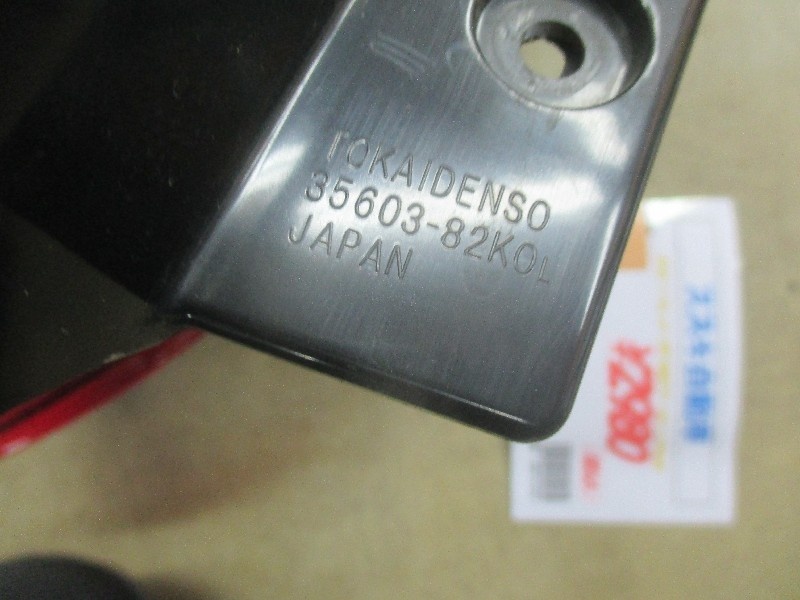 TOKAIDENSO
35603-82K0L
JAPAN
¥2980